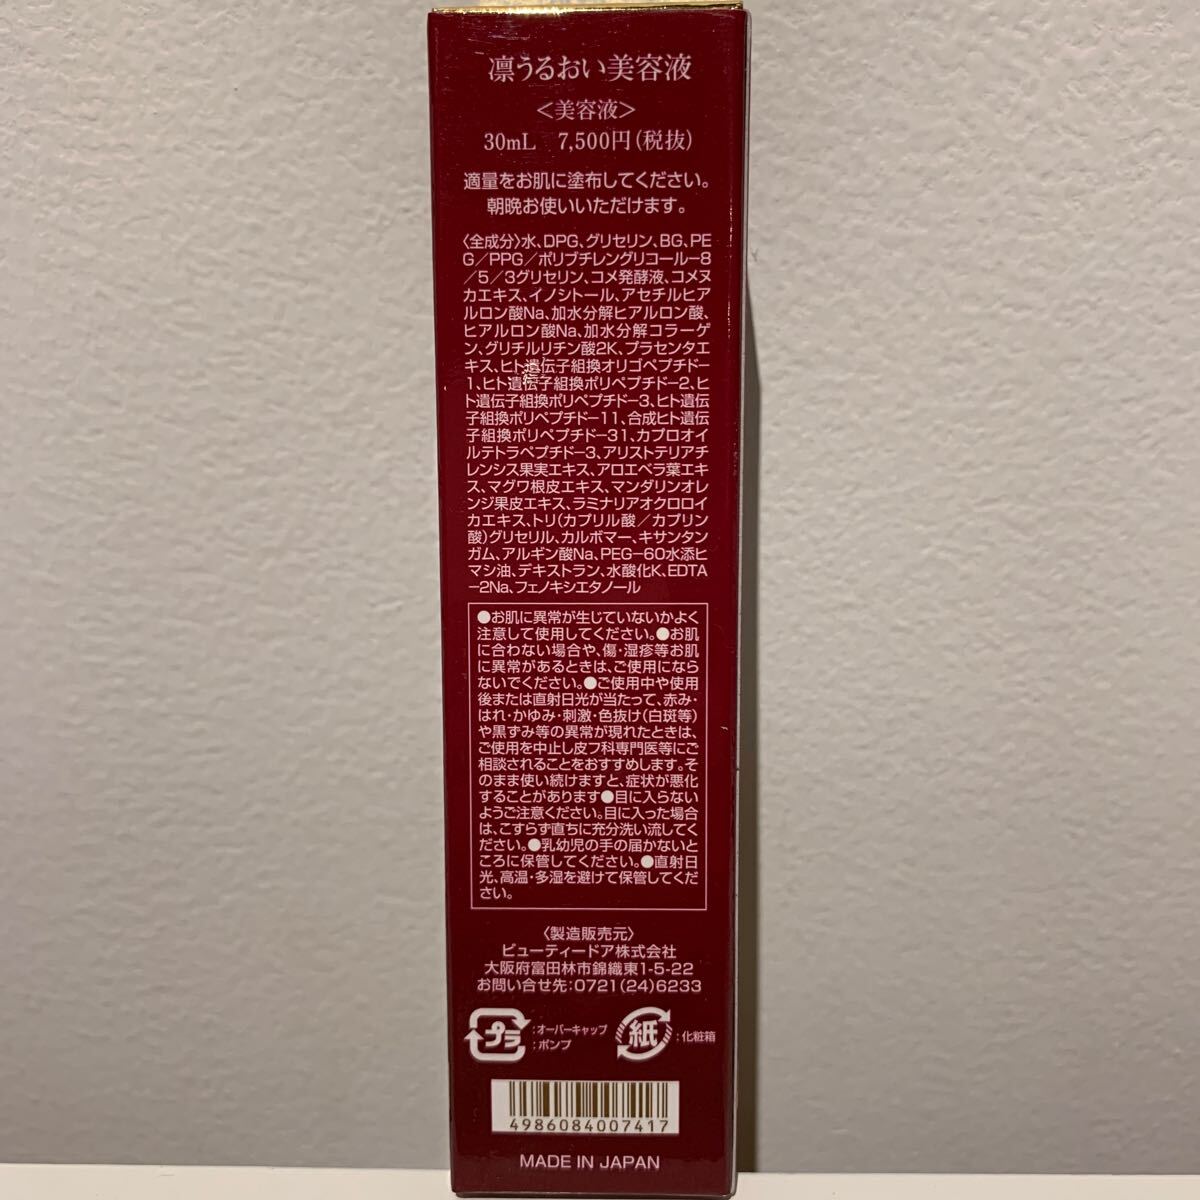 凛うるおい美容液
＜美容液＞
30mL 7,500円(税抜)
適量をお肌に塗布してください。
朝晩お使いいただけます。
〈全成分〉水、DPG、グリセリン、BG、PE
G／PPG／ポリブチレングリコール−8
／5／3グリセリン、コメ発酵液、コメヌ
カエキス、イノシトール、アセチルヒア
ルロン酸Na、加水分解ヒアルロン酸、
ヒアルロン酸Na、加水分解コラーゲ
ン、グリチルリチン酸2K、プラセンタエ
キス、ヒト遺伝子組換オリゴペプチド−
1、ヒト遺伝子組換ポリペプチド−2、ヒ
ト遺伝子組換ポリペプチド−3、ヒト遺伝
子組換ポリペプチド−11、合成ヒト遺伝
子組換ポリペプチド−31、カプロオイ
ルテトラペプチド−3、アリストテリアチ
レンシス果実エキス、アロエベラ葉エキ
ス、マグワ根皮エキス、マンダリンオレ
ンジ果皮エキス、ラミナリアオクロロイ
カエキス、トリ(カプリル酸／カプリン
酸)グリセリル、カルボマー、キサンタン
ガム、アルギン酸Na、PEG−60水添ヒ
マシ油、デキストラン、水酸化K、EDTA
−2Na、フェノキシエタノール
●お肌に異常が生じていないかよく
注意して使用してください。●お肌
に合わない場合や、傷・湿疹等お肌
に異常があるときは、ご使用になら
ないでください。●ご使用中や使用
後または直射日光が当たって、赤み・
はれ・かゆみ・刺激・色抜け(白斑等)
や黒ずみ等の異常が現れたときは、
ご使用を中止し皮フ科専門医等にご
相談されることをおすすめします。そ
のまま使い続けますと、症状が悪化
することがあります●目に入らない
ようご注意ください。目に入った場合
は、こすらず直ちに充分洗い流してく
ださい。●乳幼児の手の届かないと
ころに保管してください。●直射日
光、高温・多湿を避けて保管してくだ
さい。
〈製造販売元〉
ビューティードア株式会社
大阪府富田林市錦織東1-5-22
お問い合せ先:0721(24)6233
プラ :オーバーキャップ
:ポンプ
紙 :化粧箱
4986084007417
MADE IN JAPAN